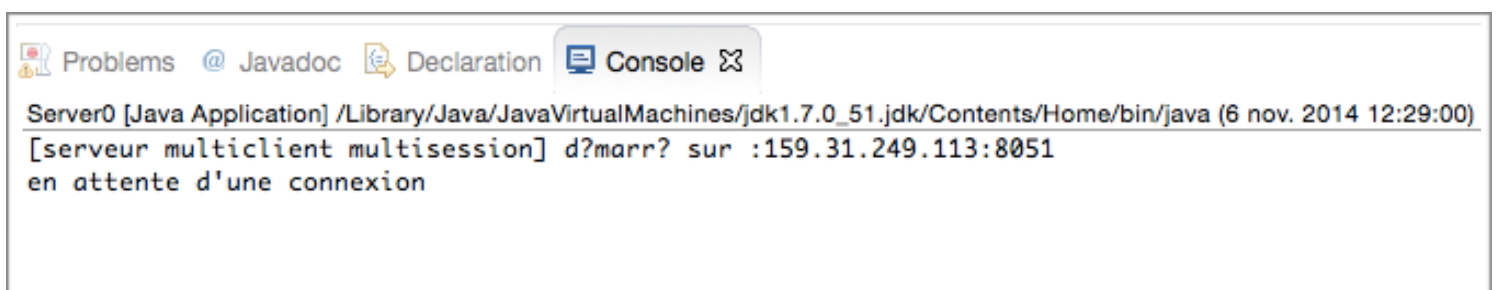 Problems @ Javadoc Declaration Console
Server0 [Java Application] /Library/Java/JavaVirtualMachines/jdk1.7.0_51.jdk/Contents/Home/bin/java (6 nov. 2014 12:29:00)
[serveur multiclient multisession] d?marr? sur :159.31.249.113:8051
en attente d'une connexion